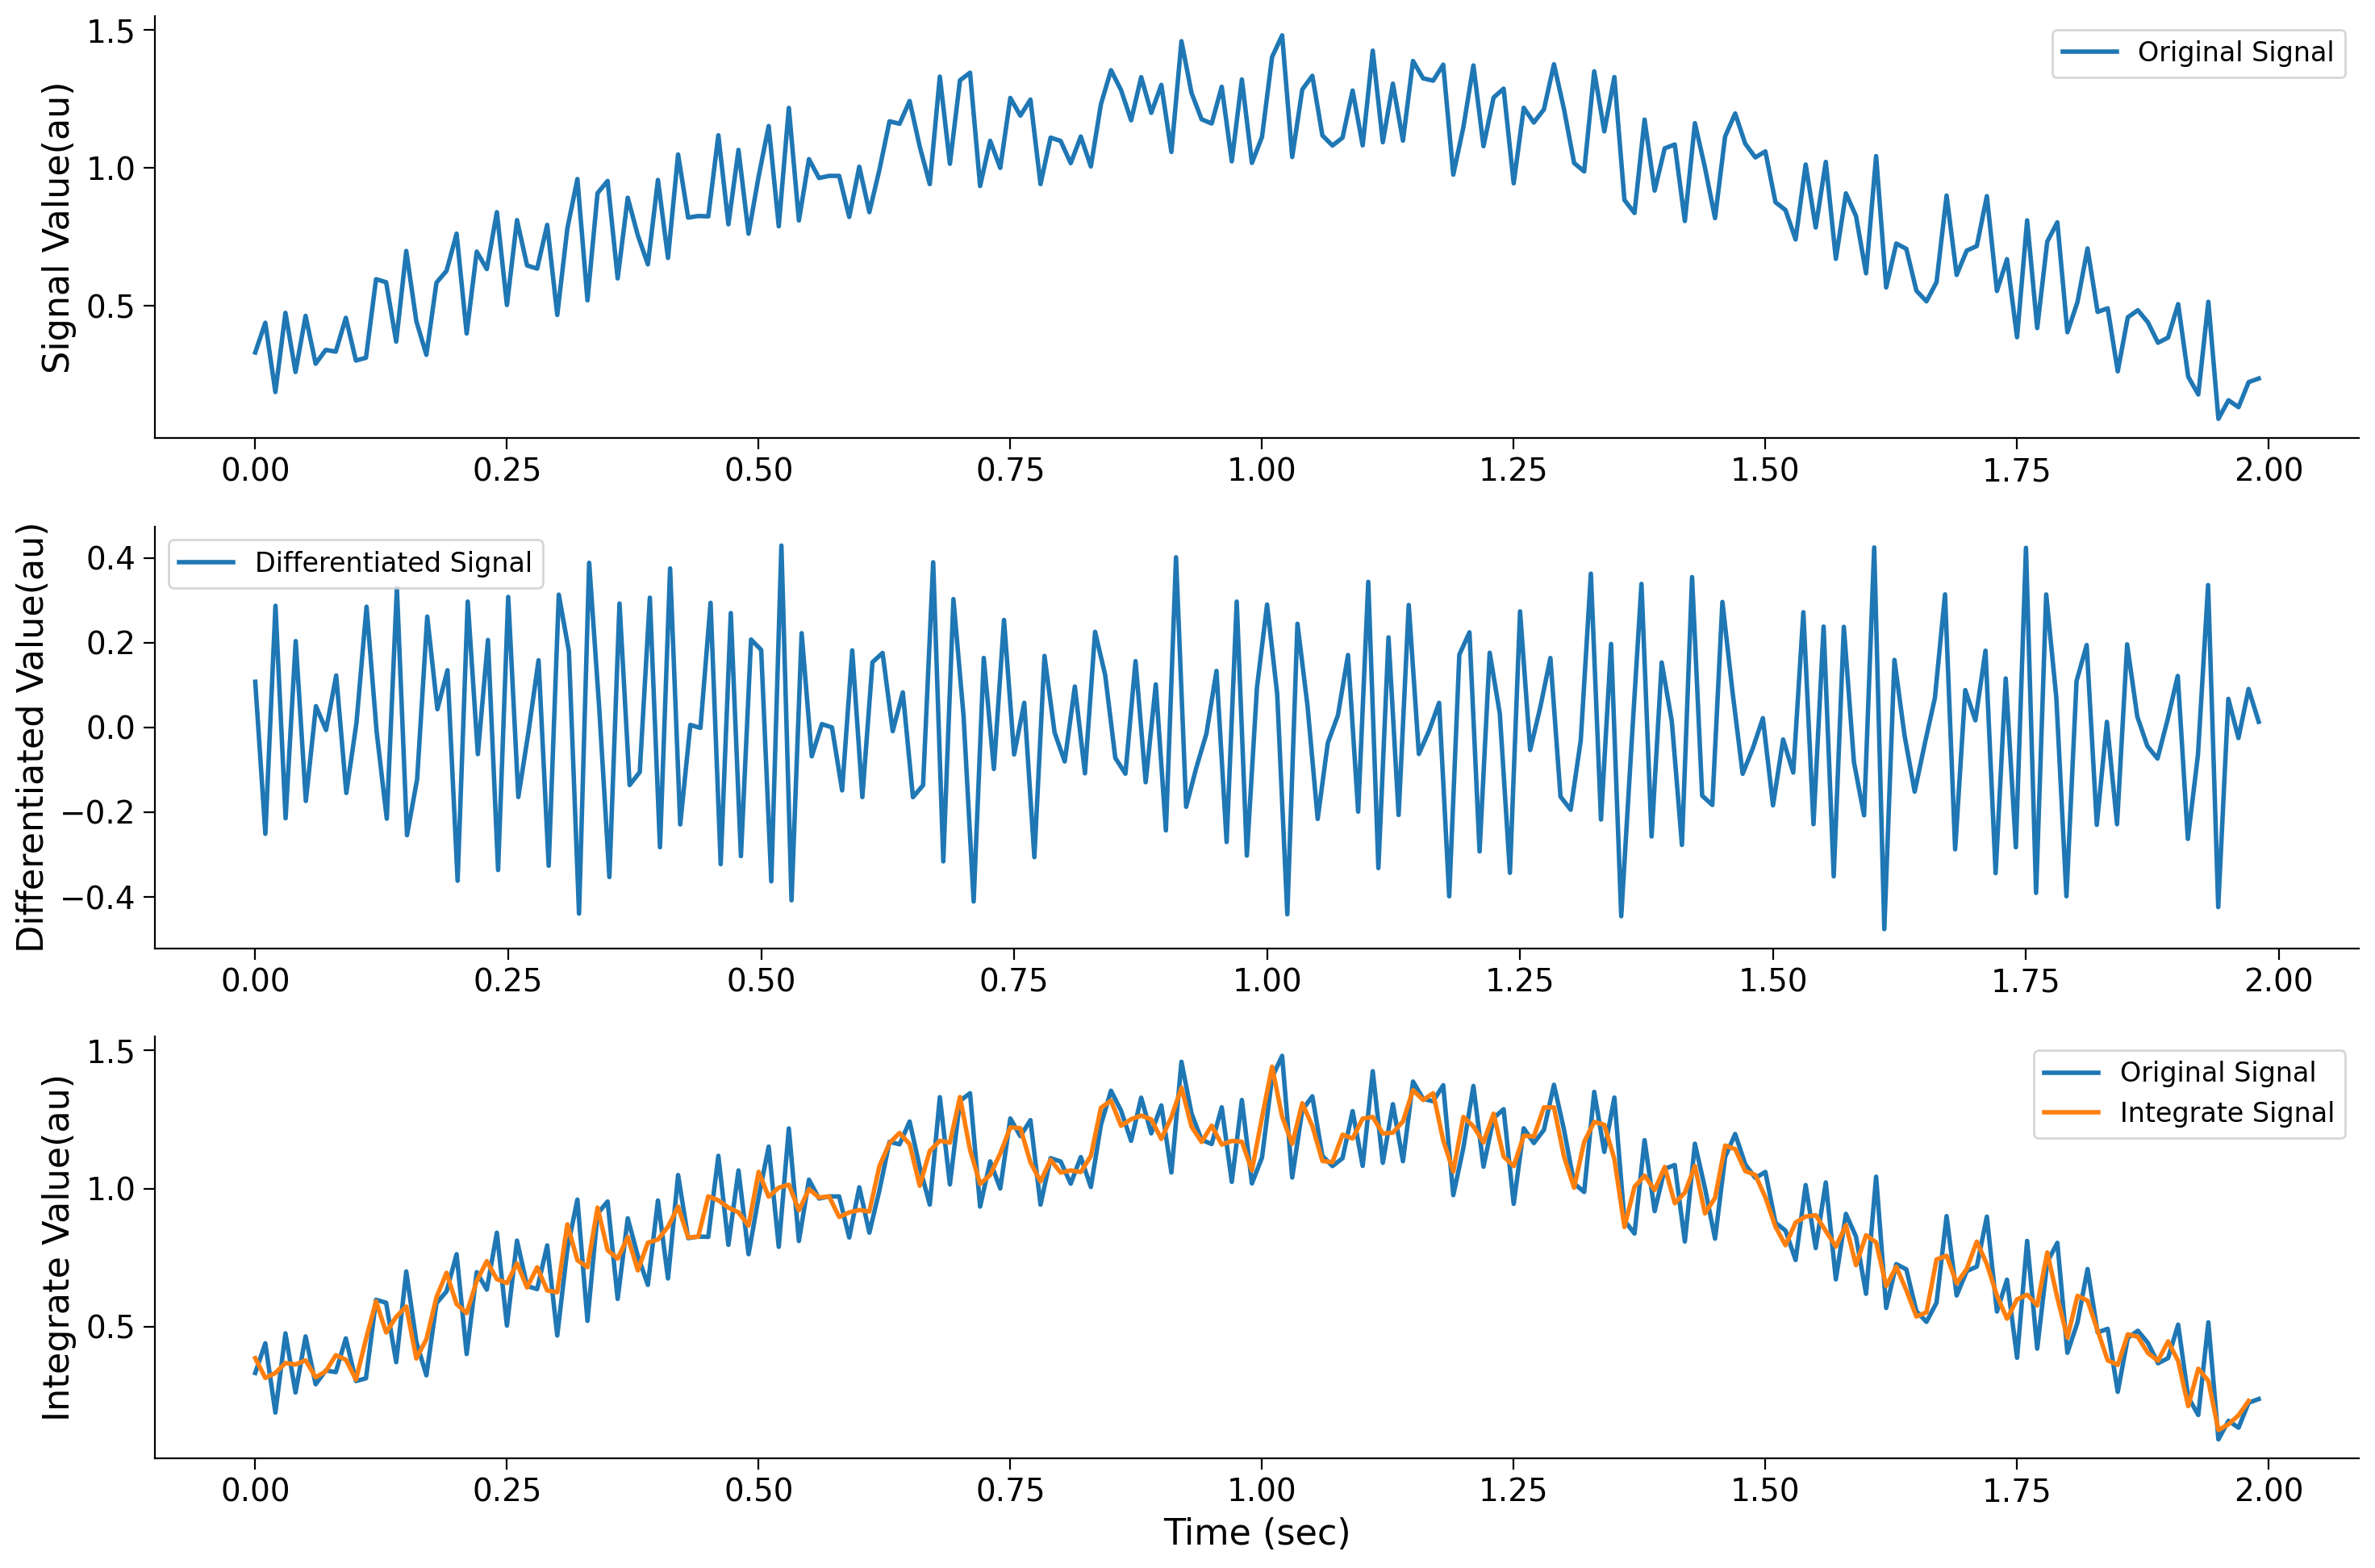 Signal Value(au)
1.5
1.0
0.5
Original Signal
0.00 0.25 0.50 0.75 1.00 1.25 1.50 1.75 2.00
Differentiated Value(au)
0.4
0.2
0.0
−0.2
−0.4
Differentiated Signal
0.00 0.25 0.50 0.75 1.00 1.25 1.50 1.75 2.00
Integrate Value(au)
1.5
1.0
0.5
Original Signal
Integrate Signal
0.00 0.25 0.50 0.75 1.00 1.25 1.50 1.75 2.00
Time (sec)